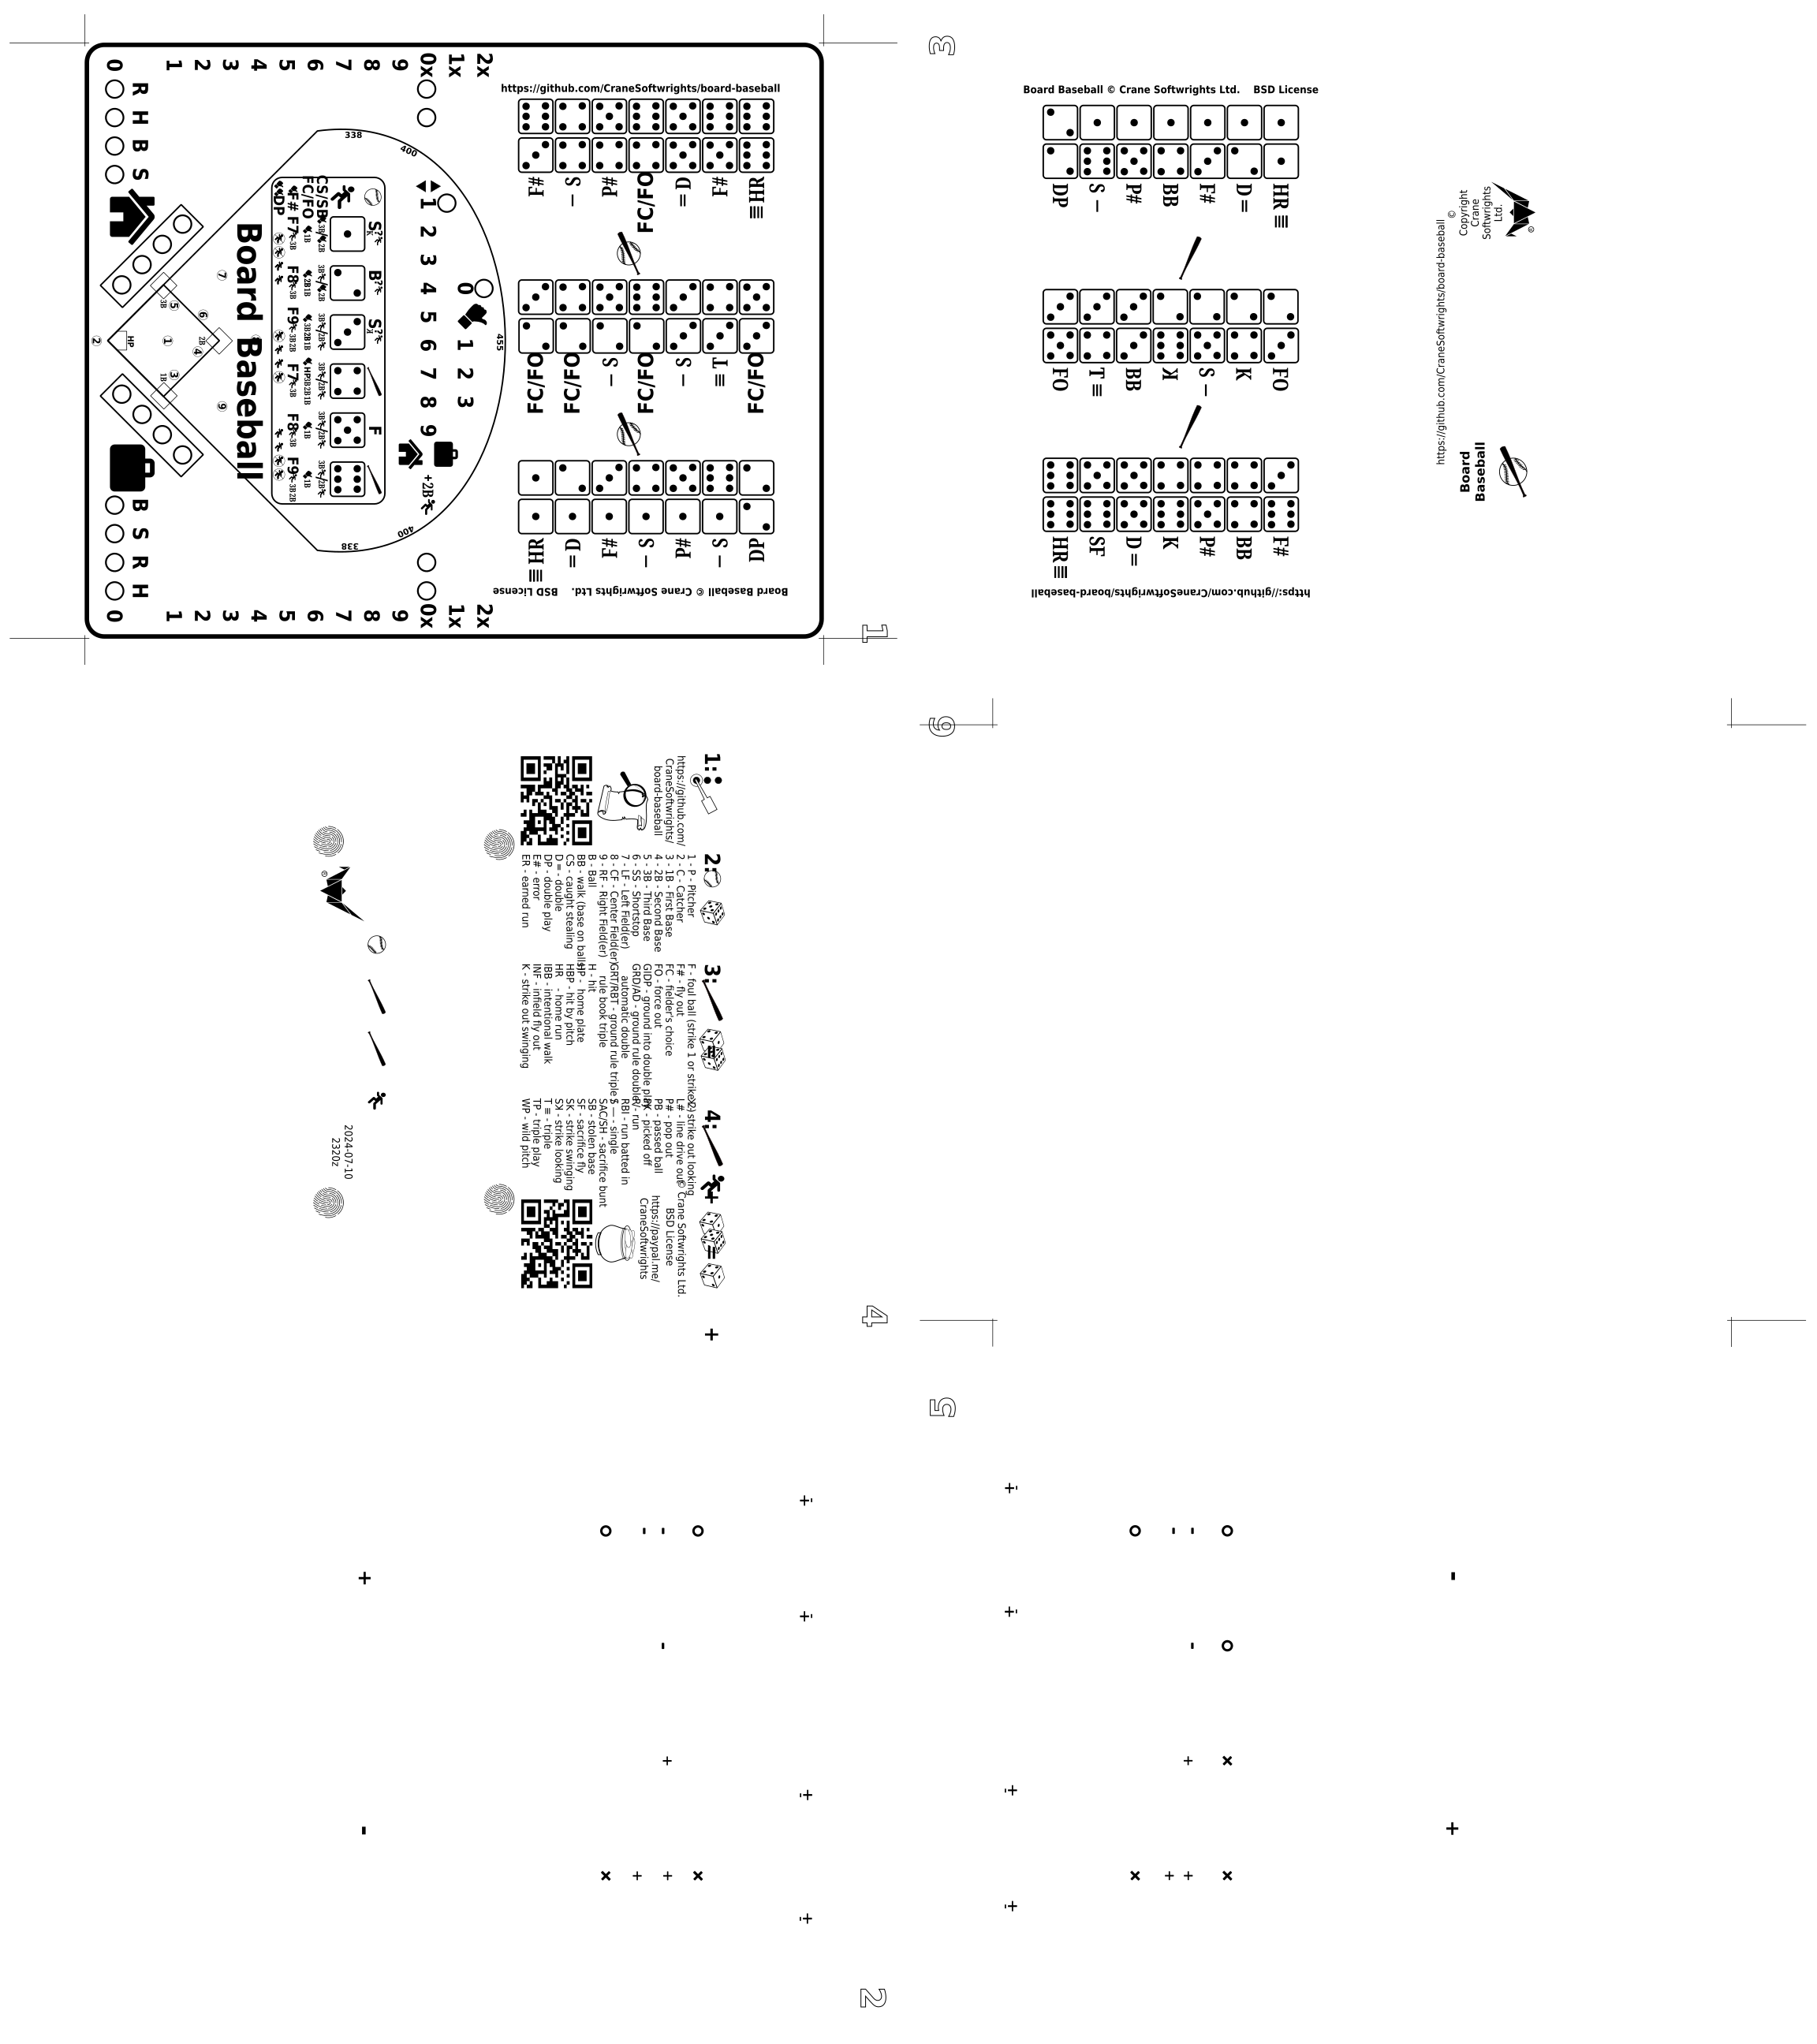 https://github.com/CraneSoftwrights/board-baseball
0 1 2 3 4 5 6 7 8 9 0x 1x 2x
R H B S
338
400
455
400
338
Board Baseball
CS/SB
FC/FO
F#
DP
S??
B??
S??
F
F7 F8 F9 F7 F8 F9
HP
1B
2B
3B
1 2 3 4 5 6 7 8 9
0 1 2 3
+2B
B S R H
0 1 2 3 4 5 6 7 8 9 0x 1x 2x
F# S – P# FC/FO D = F# HR ≡
FC/FO FC/FO S – FC/FO S – T ≡ FC/FO
HR ≡ D = F# S – P# S – DP
Board Baseball © Crane Softwrights Ltd. BSD License
1
3
Board Baseball © Crane Softwrights Ltd. BSD License
DP S – P# BB F# D = HR ≡
FO T ≡ BB ꓘ S – K FO
HR ≡ SF D = K P# BB F#
https://github.com/CraneSoftwrights/board-baseball
©
Copyright
Crane
Softwrights
Ltd.
https://github.com/CraneSoftwrights/board-baseball
Board
Baseball
1:
https://github.com/
CraneSoftwrights/
board-baseball
2:
1 - P - Pitcher
2 - C - Catcher
3 - 1B - First Base
4 - 2B - Second Base
5 - 3B - Third Base
6 - SS - Shortstop
7 - LF - Left Field(er)
8 - CF - Center Field(er)
9 - RF - Right Field(er)
B - Ball
BB - walk (base on balls)
CS - caught stealing
D = - double
DP - double play
E# - error
ER - earned run
3:
F - foul ball (strike 1 or strike 2)
F# - fly out
FC - fielder's choice
FO - force out
GIDP - ground into double play
GRD/AD - ground rule double/
automatic double
GRT/RBT - ground rule triple/
rule book triple
H - hit
HP - home plate
HBP - hit by pitch
HR - home run
IBB - intentional walk
INF - infield fly out
K - strike out swinging
4:
ꓘ - strike out looking
L# - line drive out
P# - pop out
PB - passed ball
PK - picked off
R - run
RBI - run batted in
S — - single
SAC/SH - sacrifice bunt
SB - stolen base
SF - sacrifice fly
SK - strike swinging
Sꓘ - strike looking
T ≡ - triple
TP - triple play
WP - wild pitch
© Crane Softwrights Ltd.
BSD License
https://paypal.me/
CraneSoftwrights
2024-07-10
2320z
4
6
5
2